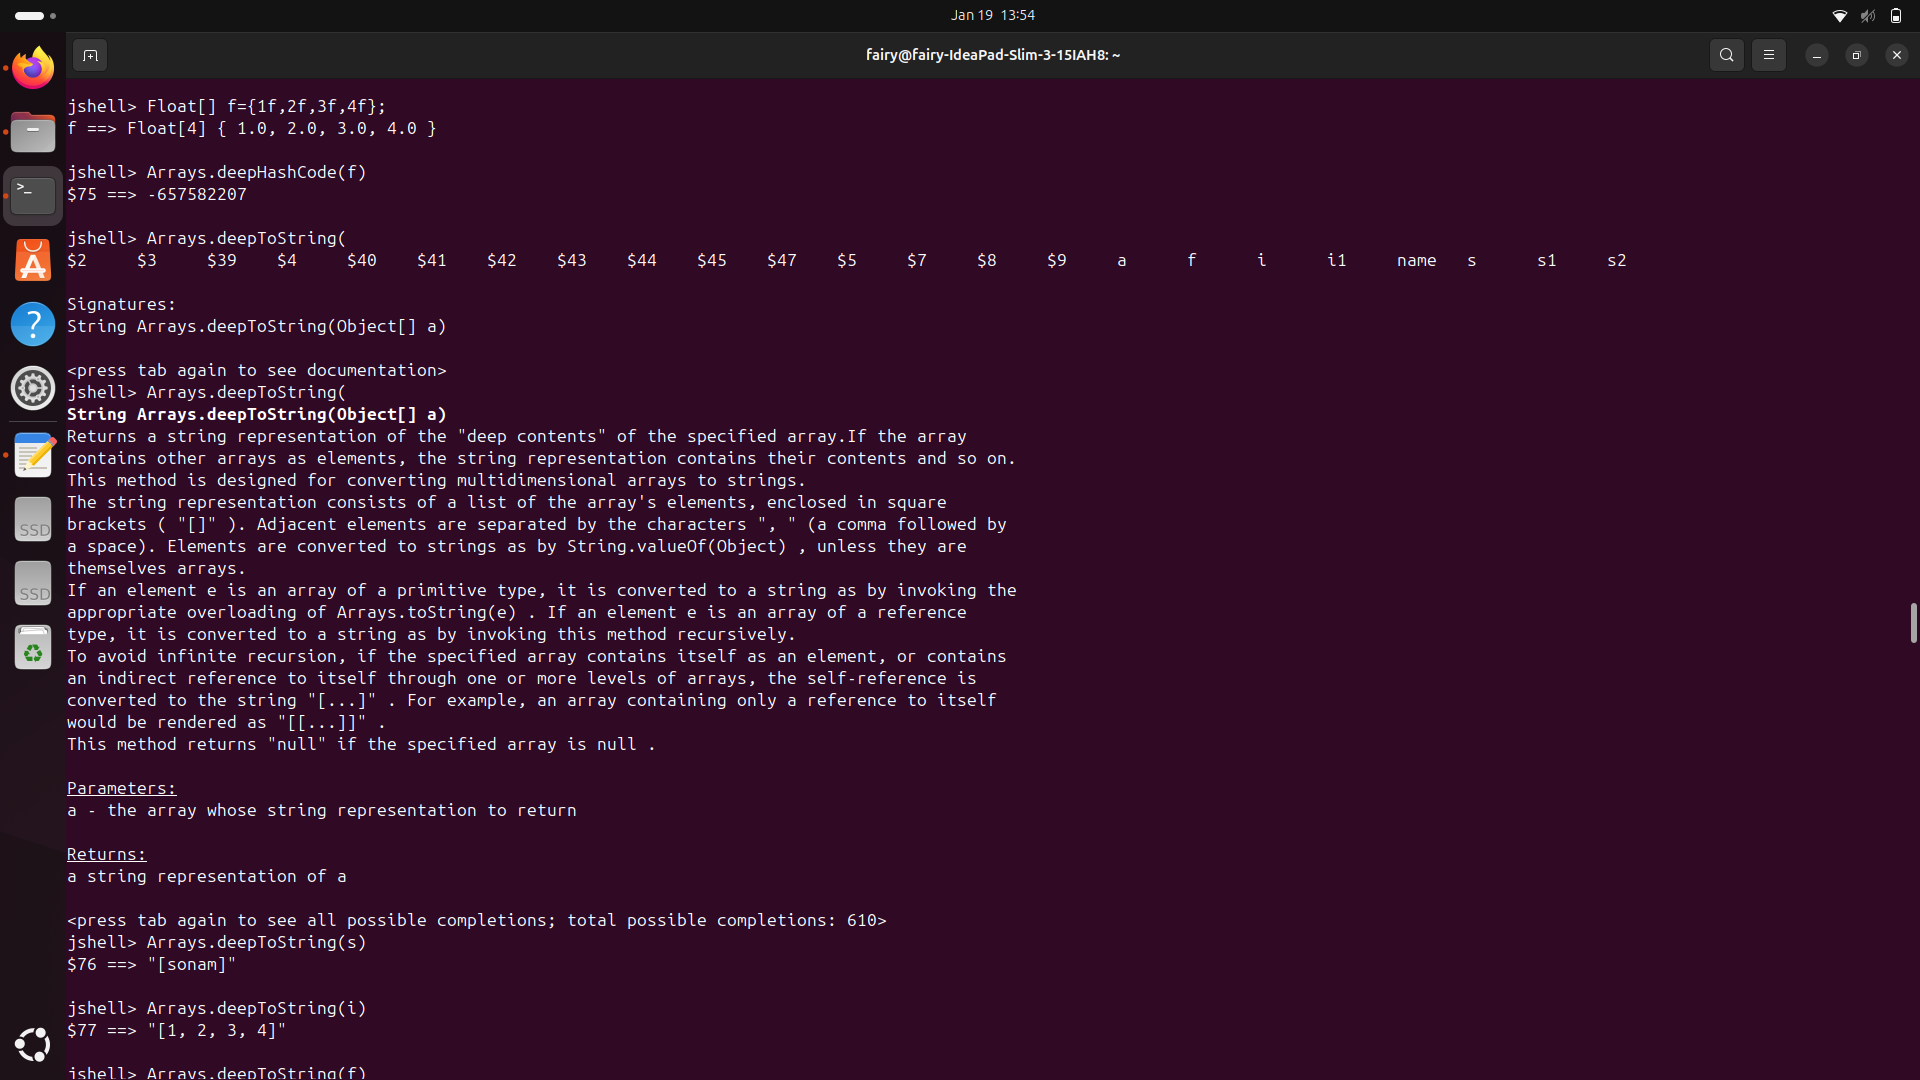 Jan 19 13:54
fairy@fairy-IdeaPad-Slim-3-15IAH8: ~
jshell> Float[] f={1f,2f,3f,4f};
f ==> Float[4] { 1.0, 2.0, 3.0, 4.0 }
jshell> Arrays.deepHashCode(f)
$75 ==> -657582207
jshell> Arrays.deepToString(
$2 $3 $39 $4 $40 $41 $42 $43 $44 $45 $47 $5 $7 $8 $9 a f i i1 name s s1 s2
Signatures:
String Arrays.deepToString(Object[] a)
<press tab again to see documentation>
jshell> Arrays.deepToString(
String Arrays.deepToString(Object[] a)
Returns a string representation of the "deep contents" of the specified array.If the array
contains other arrays as elements, the string representation contains their contents and so on.
This method is designed for converting multidimensional arrays to strings.
The string representation consists of a list of the array's elements, enclosed in square
brackets ( "[]" ). Adjacent elements are separated by the characters ", " (a comma followed by
a space). Elements are converted to strings as by String.valueOf(Object) , unless they are
themselves arrays.
If an element e is an array of a primitive type, it is converted to a string as by invoking the
appropriate overloading of Arrays.toString(e) . If an element e is an array of a reference
type, it is converted to a string as by invoking this method recursively.
To avoid infinite recursion, if the specified array contains itself as an element, or contains
an indirect reference to itself through one or more levels of arrays, the self-reference is
converted to the string "[...]" . For example, an array containing only a reference to itself
would be rendered as "[[...]]" .
This method returns "null" if the specified array is null .
Parameters:
a - the array whose string representation to return
Returns:
a string representation of a
<press tab again to see all possible completions; total possible completions: 610>
jshell> Arrays.deepToString(s)
$76 ==> "[sonam]"
jshell> Arrays.deepToString(i)
$77 ==> "[1, 2, 3, 4]"
jshell> Arrays.deepToString(f)
SSD
SSD